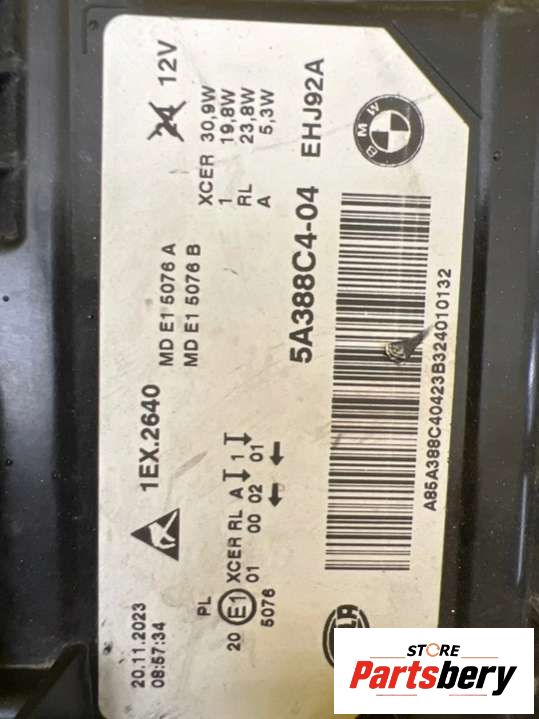 20.11.2023
08:57:34
1EX.2640
24 12V
MD E1 5076 A
MD E1 5076 B
XCER 30,9W
1 19,8W
RL 23,8W
A 5,3W
PL
20 E1 XCER RL A 1
01 00 02 01
5076
5A388C4-04 EHJ92A
BMW
A85A388C40423B324010132
STORE
Partsbery